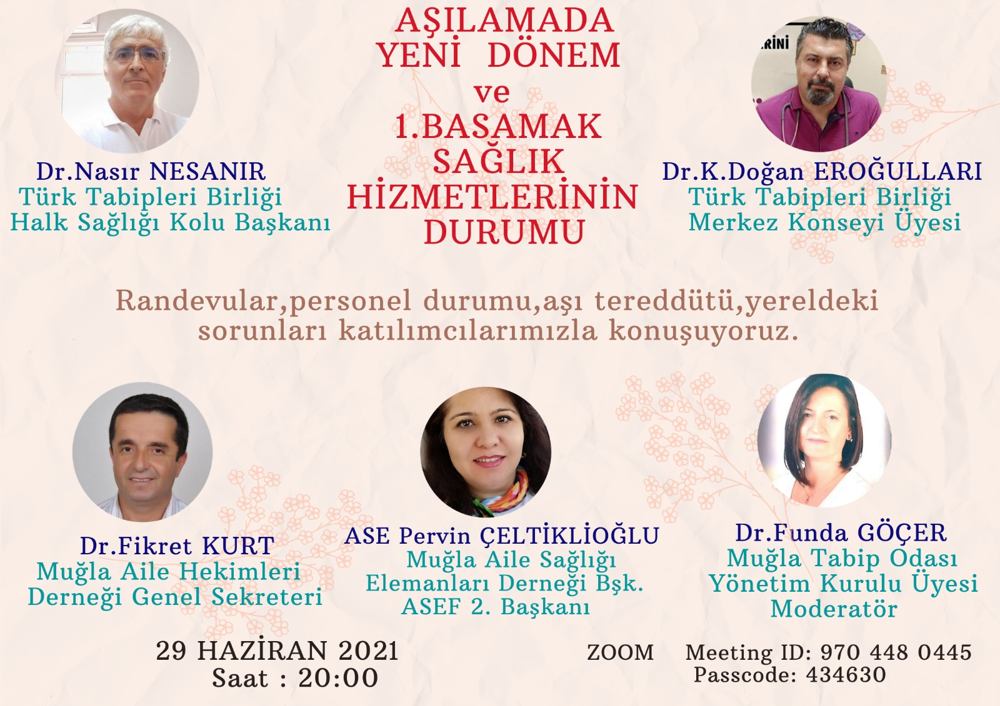 AŞILAMADA
YENİ DÖNEM
ve
1.BASAMAK
SAĞLIK
HİZMETLERİNİN
DURUMU
RİNİ
Dr.Nasır NESANIR
Türk Tabipleri Birliği
Halk Sağlığı Kolu Başkanı
Dr.K.Doğan EROĞULLARI
Türk Tabipleri Birliği
Merkez Konseyi Üyesi
Randevular,personel durumu,aşı tereddütü,yereldeki
sorunları katılımcılarımızla konuşuyoruz.
Dr.Fikret KURT
Muğla Aile Hekimleri
Derneği Genel Sekreteri
ASE Pervin ÇELTİKLİOĞLU
Muğla Aile Sağlığı
Elemanları Derneği Bşk.
ASEF 2. Başkanı
Dr.Funda GÖÇER
Muğla Tabip Odası
Yönetim Kurulu Üyesi
Moderatör
29 HAZİRAN 2021
Saat : 20:00
ZOOM Meeting ID: 970 448 0445
Passcode: 434630